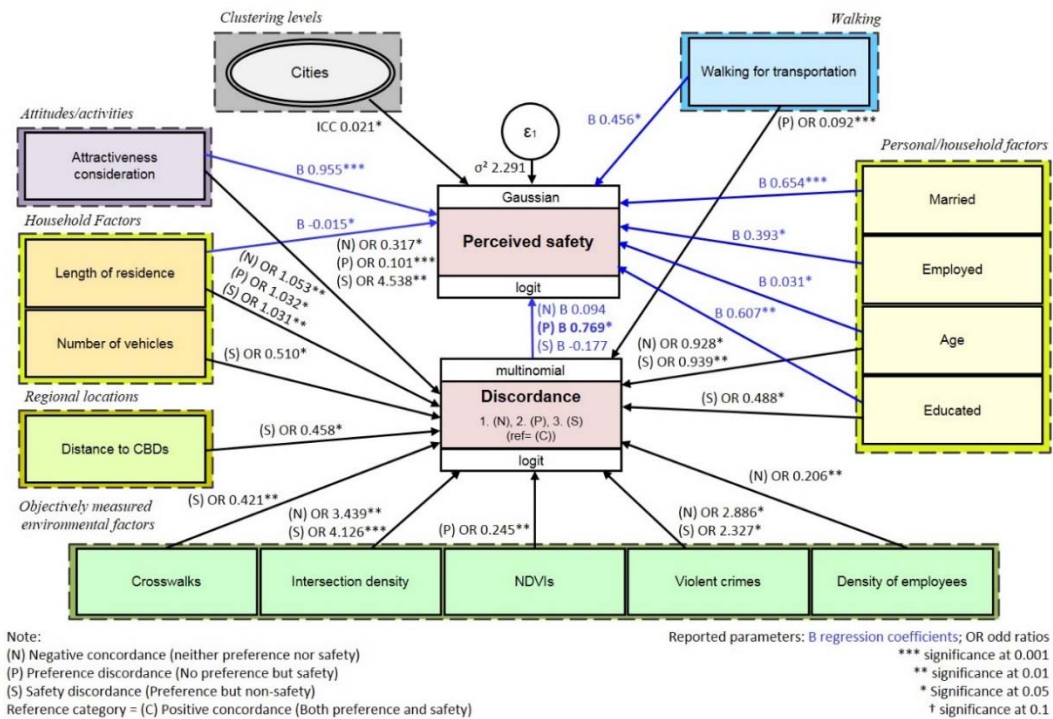 Clustering levels
Walking
Cities
Walking for transportation
ICC 0.021*
ε1
B 0.456*
(P) OR 0.092***
Attitudes/activities
Attractiveness
consideration
B 0.955***
σ² 2.291
Personal/household factors
Gaussian
Perceived safety
logit
B 0.654***
Married
Household Factors
B -0.015*
B 0.393*
Employed
Length of residence
(N) OR 0.317*
(P) OR 0.101***
(S) OR 4.538**
B 0.031*
(N) OR 1.053**
(P) OR 1.032*
(S) OR 1.031**
(N) B 0.094
(P) B 0.769*
(S) B -0.177
B 0.607**
Age
Number of vehicles
(S) OR 0.510*
(N) OR 0.928*
(S) OR 0.939**
multinomial
Discordance
1. (N), 2. (P), 3. (S)
(ref= (C))
logit
(S) OR 0.488*
Educated
Regional locations
Distance to CBDs
(S) OR 0.458*
Objectively measured
environmental factors
(S) OR 0.421**
(N) OR 3.439**
(S) OR 4.126***
(P) OR 0.245**
(N) OR 2.886*
(S) OR 2.327*
(N) OR 0.206**
Crosswalks
Intersection density
NDVIs
Violent crimes
Density of employees
Note:
(N) Negative concordance (neither preference nor safety)
(P) Preference discordance (No preference but safety)
(S) Safety discordance (Preference but non-safety)
Reference category = (C) Positive concordance (Both preference and safety)
Reported parameters: B regression coefficients; OR odd ratios
*** significance at 0.001
** significance at 0.01
* Significance at 0.05
† significance at 0.1